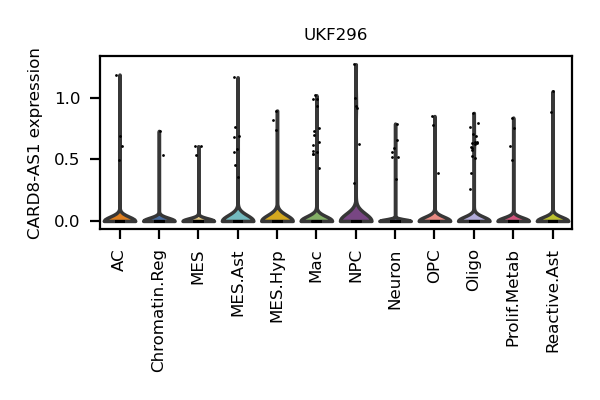 UKF296
CARD8-AS1 expression
1.0
0.5
0.0
AC
Chromatin.Reg
MES
MES.Ast
MES.Hyp
Mac
NPC
Neuron
OPC
Oligo
Prolif.Metab
Reactive.Ast